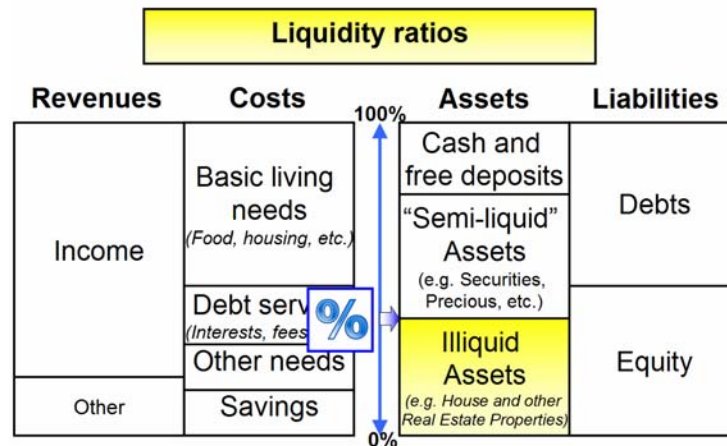 Liquidity ratios
Revenues
Costs
Assets
Liabilities
100%
Income
Other
Basic living
needs
(Food, housing, etc.)
Debt serv
(Interests, fees
%
Other needs
Savings
0%
Cash and
free deposits
“Semi-liquid”
Assets
(e.g. Securities,
Precious, etc.)
Illiquid
Assets
(e.g. House and other
Real Estate Properties)
Debts
Equity